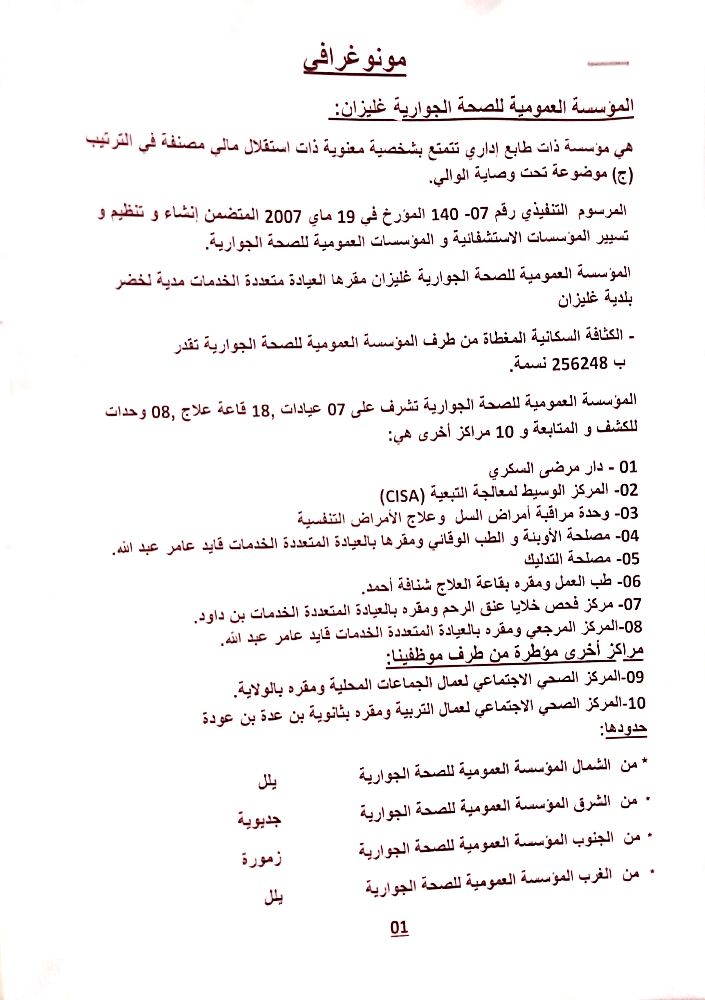 مونوغرافي
المؤسسة العمومية للصحة الجوارية غليزان:
هي مؤسسة ذات طابع إداري تتمتع بشخصية معنوية ذات استقلال مالي مصنفة في الترتيب
(ج) موضوعة تحت وصاية الوالي.
المرسوم التنفيذي رقم 07- 140 المؤرخ في 19 ماي 2007 المتضمن إنشاء و تنظيم و
تسيير المؤسسات الاستشفائية و المؤسسات العمومية للصحة الجوارية.
المؤسسة العمومية للصحة الجوارية غليزان مقرها العيادة متعددة الخدمات مدية لخضر
بلدية غليزان
- الكثافة السكانية المغطاة من طرف المؤسسة العمومية للصحة الجوارية تقدر
ب 256248 نسمة.
المؤسسة العمومية للصحة الجوارية تشرف على 07 عيادات ,18 قاعة علاج ,08 وحدات
للكشف و المتابعة و 10 مراكز أخرى هي:
01 - دار مرضى السكري
02- المركز الوسيط لمعالجة التبعية (CISA)
03- وحدة مراقبة أمراض السل وعلاج الأمراض التنفسية
04- مصلحة الأوبئة و الطب الوقائي ومقرها بالعيادة المتعددة الخدمات قايد عامر عبد الله.
05- مصلحة التدليك
06- طب العمل ومقره بقاعة العلاج شنافة أحمد.
07- مركز فحص خلايا عنق الرحم ومقره بالعيادة المتعددة الخدمات بن داود.
08-المركز المرجعي ومقره بالعيادة المتعددة الخدمات قايد عامر عبد الله.
مراكز أخرى مؤطرة من طرف موظفينا:
09-المركز الصحي الاجتماعي لعمال الجماعات المحلية ومقره بالولاية.
10-المركز الصحي الاجتماعي لعمال التربية ومقره بثانوية بن عدة بن عودة
حدودها:
* من الشمال المؤسسة العمومية للصحة الجوارية يلل
* من الشرق المؤسسة العمومية للصحة الجوارية جديوية
* من الجنوب المؤسسة العمومية للصحة الجوارية زمورة
* من الغرب المؤسسة العمومية للصحة الجوارية يلل
01